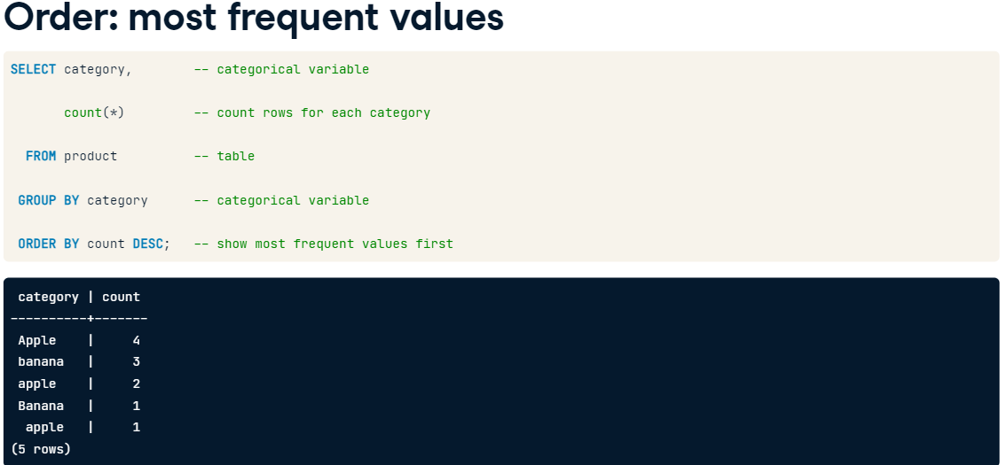 Order: most frequent values
SELECT category,        -- categorical variable
       count(*)         -- count rows for each category
  FROM product          -- table
 GROUP BY category      -- categorical variable
 ORDER BY count DESC;   -- show most frequent values first
 category | count
----------+-------
 Apple    |     4
 banana   |     3
 apple    |     2
 Banana   |     1
  apple   |     1
(5 rows)